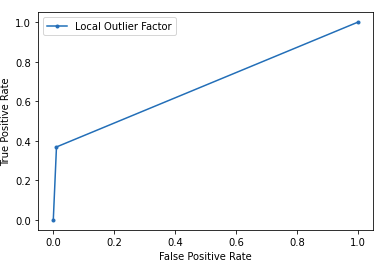 Local Outlier Factor
True Positive Rate
1.0
0.8
0.6
0.4
0.2
0.0
0.0 0.2 0.4 0.6 0.8 1.0
False Positive Rate